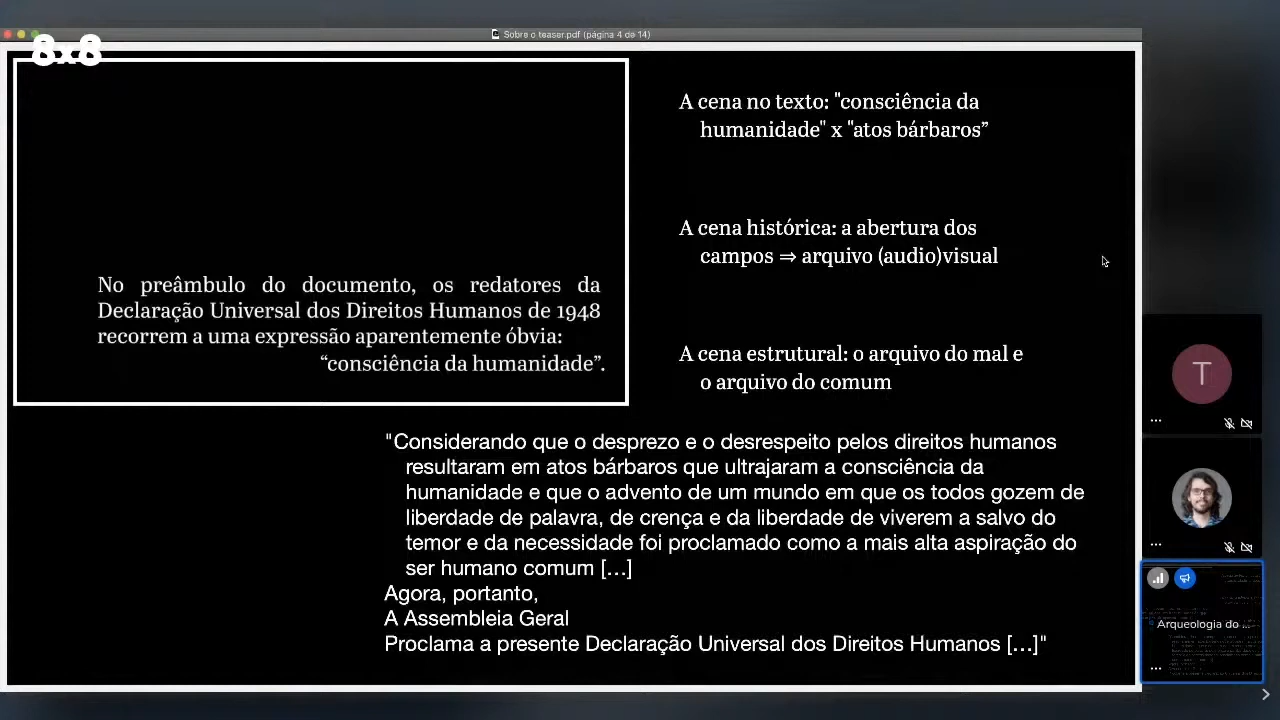 Sobre o teaser.pdf (página 4 de 14)
8x8
No preâmbulo do documento, os redatores da
Declaração Universal dos Direitos Humanos de 1948
recorrem a uma expressão aparentemente óbvia:
“consciência da humanidade”.
A cena no texto: "consciência da
humanidade" x "atos bárbaros”
A cena histórica: a abertura dos
campos ⇒ arquivo (audio)visual
A cena estrutural: o arquivo do mal e
o arquivo do comum
"Considerando que o desprezo e o desrespeito pelos direitos humanos
resultaram em atos bárbaros que ultrajaram a consciência da
humanidade e que o advento de um mundo em que os todos gozem de
liberdade de palavra, de crença e da liberdade de viverem a salvo do
temor e da necessidade foi proclamado como a mais alta aspiração do
ser humano comum […]
Agora, portanto,
A Assembleia Geral
Proclama a presente Declaração Universal dos Direitos Humanos […]"
T
Arqueologia do ...